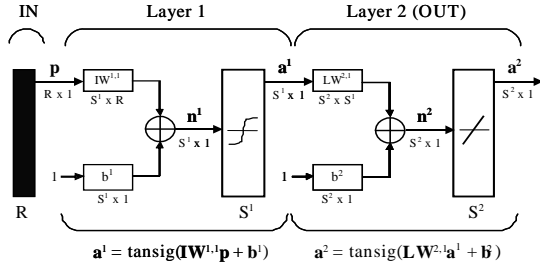 IN Layer 1 Layer 2 (OUT)
p a¹ a²
IW¹,¹ LW²,¹
R x 1 S¹ x R S¹ x 1 S² x S¹ S² x 1
n¹ n²
S¹ x 1 S² x 1
1 b¹ 1 b²
S¹ x 1 S² x 1
R S¹ S²
a¹ = tansig(IW¹,¹p + b¹) a² = tansig(LW²,¹a¹ + b²)